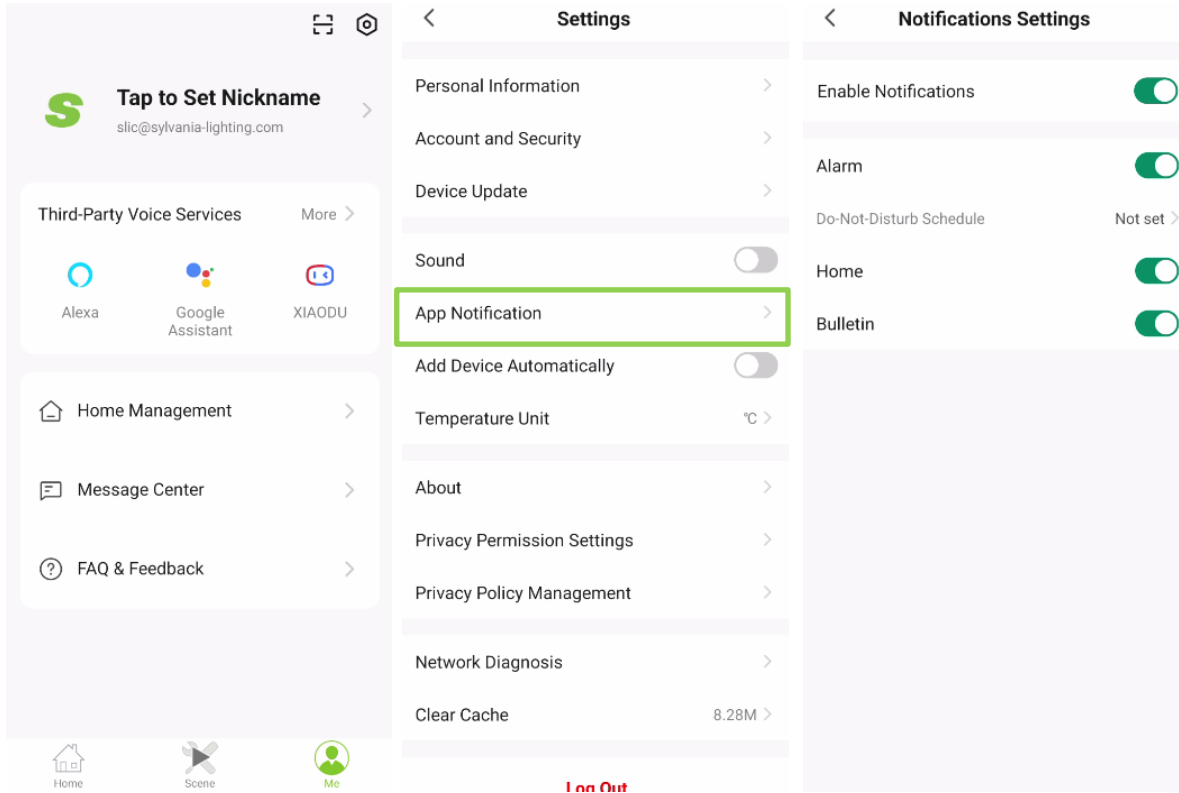 Tap to Set Nickname
slic@sylvania-lighting.com
Third-Party Voice Services More
Alexa
Google
Assistant
XIAODU
Home Management
Message Center
FAQ & Feedback
Home
Scene
Me
Settings
Personal Information
Account and Security
Device Update
Sound
App Notification
Add Device Automatically
Temperature Unit °C
About
Privacy Permission Settings
Privacy Policy Management
Network Diagnosis
Clear Cache 8.28M
Log Out
Notifications Settings
Enable Notifications
Alarm
Do-Not-Disturb Schedule Not set
Home
Bulletin